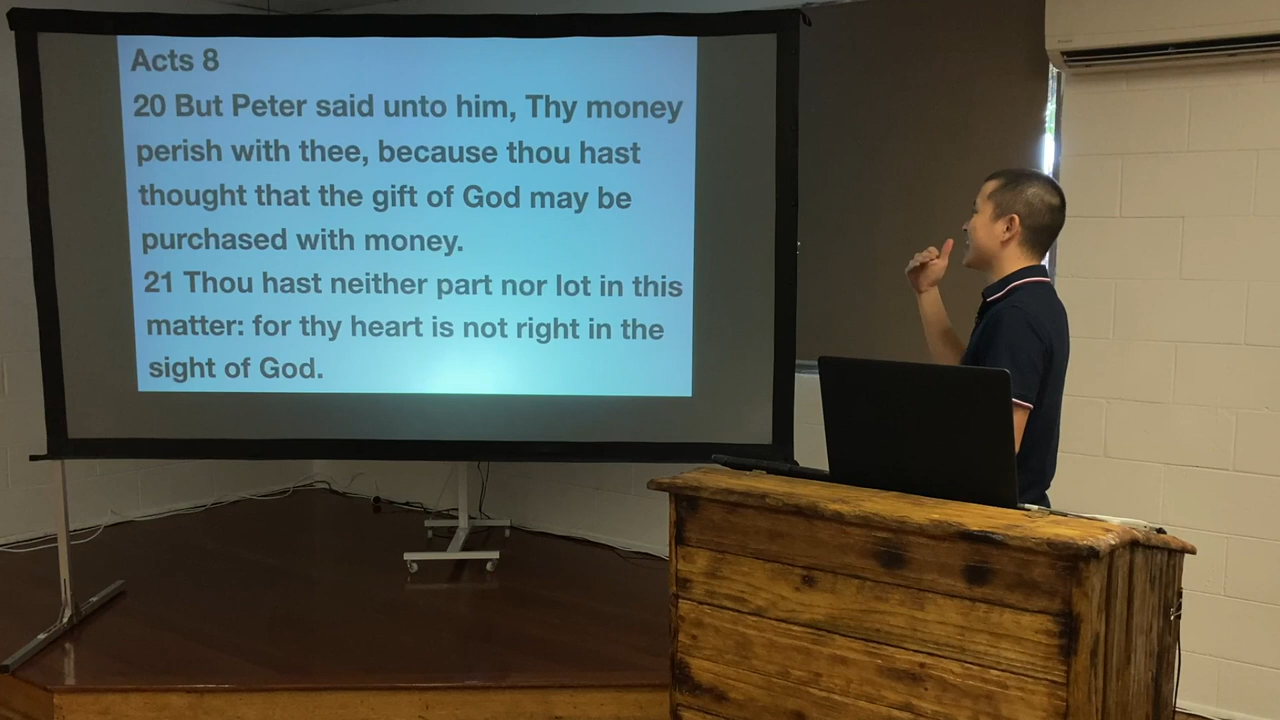 Acts 8
20 But Peter said unto him, Thy money
perish with thee, because thou hast
thought that the gift of God may be
purchased with money.
21 Thou hast neither part nor lot in this
matter: for thy heart is not right in the
sight of God.